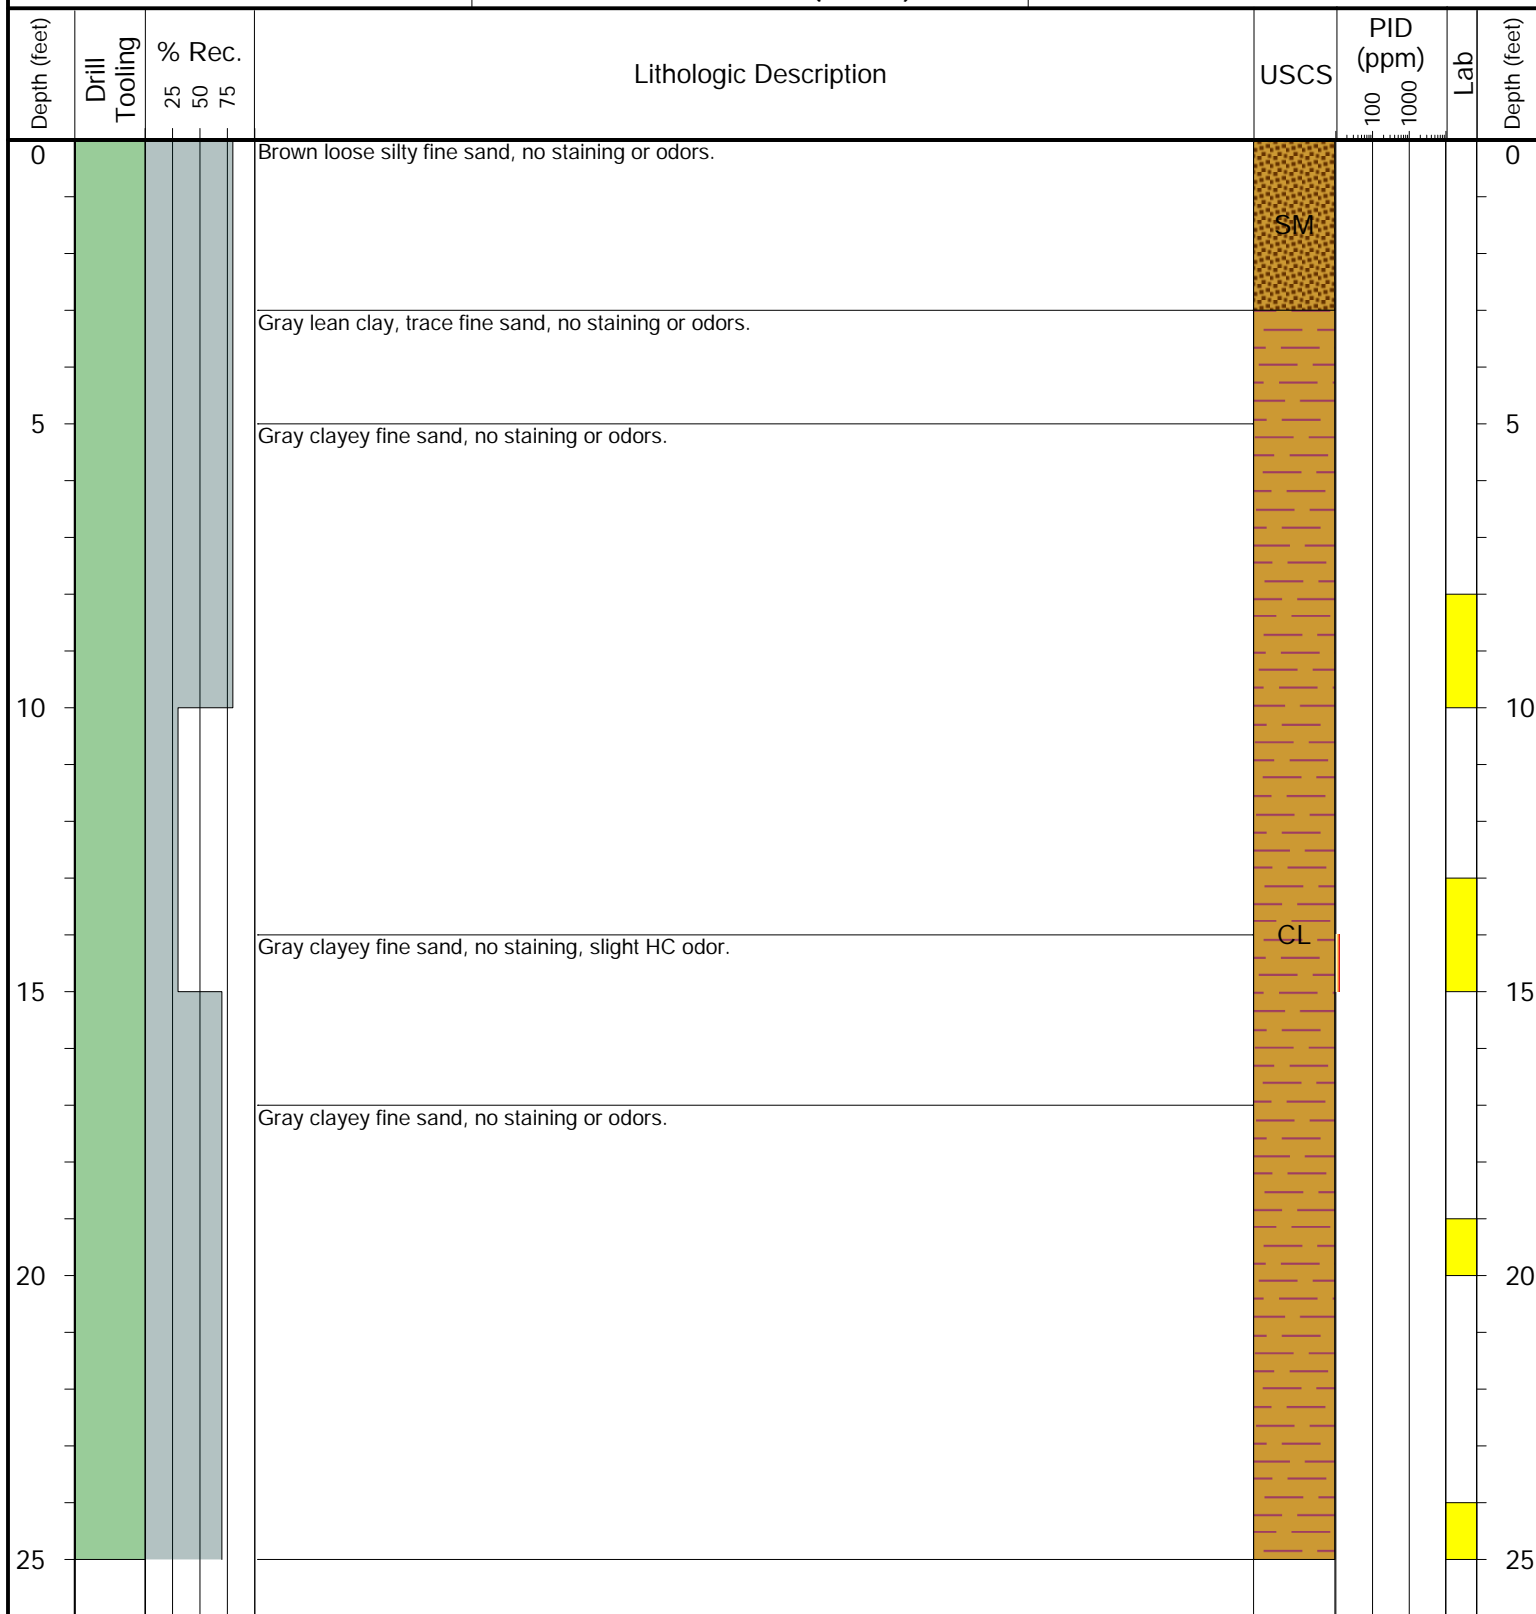 Depth (feet)
Drill Tooling
% Rec.
25 50 75
Lithologic Description
USCS
PID
(ppm)
100 1000
Lab
Depth (feet)
0
Brown loose silty fine sand, no staining or odors.
0
SM
Gray lean clay, trace fine sand, no staining or odors.
5
5
Gray clayey fine sand, no staining or odors.
10
10
CL
Gray clayey fine sand, no staining, slight HC odor.
15
15
Gray clayey fine sand, no staining or odors.
20
20
25
25